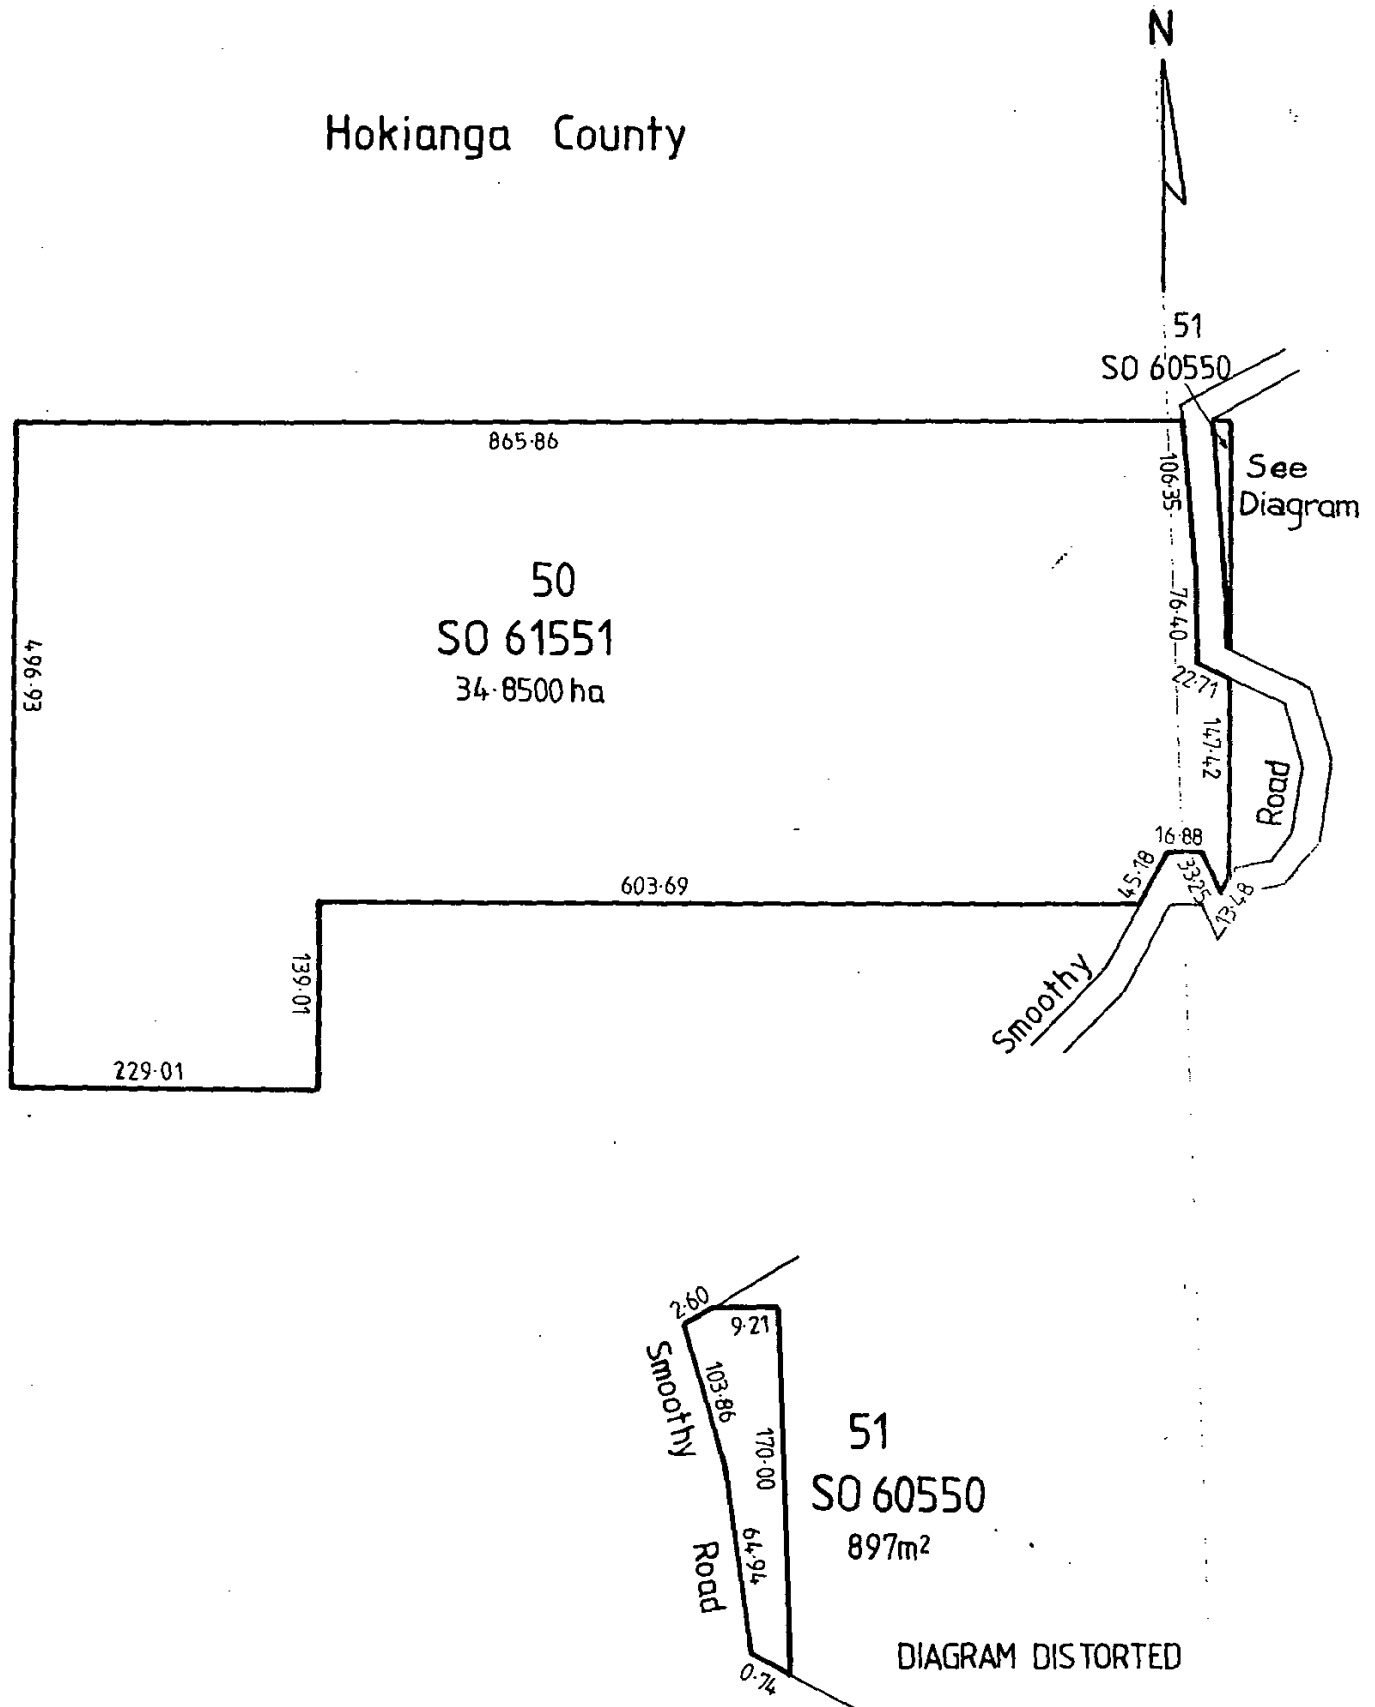 N
Hokianga County
51
SO 60550
865·86
106·35
See
Diagram
50
SO 61551
34·8500 ha
496·93
76·40
22·71
147·42
Road
16·88
45·18
33·25
13·48
603·69
139·01
Smoothy
229·01
2·60
9·21
Smoothy
103·86
170·00
51
SO 60550
897m²
64·94
Road
0·74
DIAGRAM DISTORTED